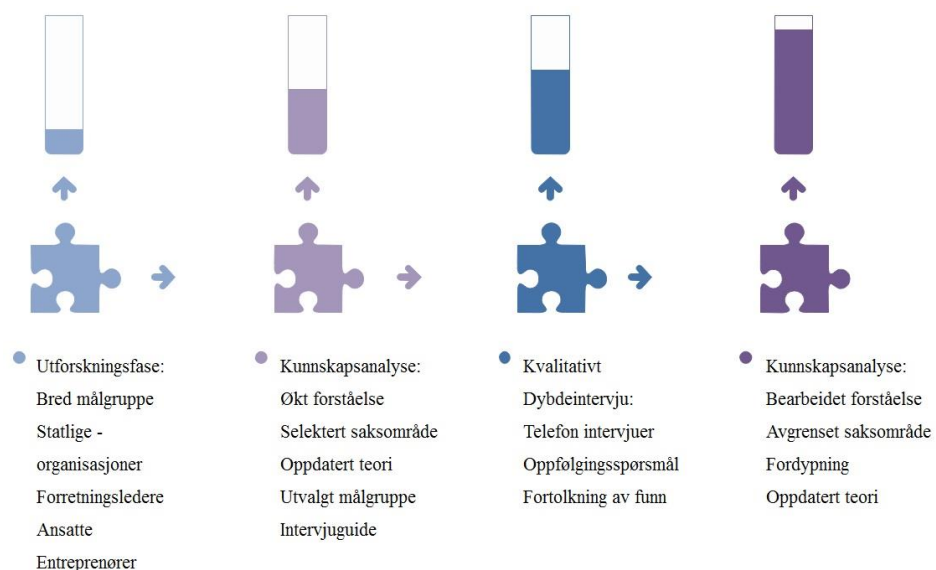 Utforskningsfase:
Bred målgruppe
Statlige -
organisasjoner
Forretningsledere
Ansatte
Entreprenører
Kunnskapsanalyse:
Økt forståelse
Selektert saksområde
Oppdatert teori
Utvalgt målgruppe
Intervjuguide
Kvalitativt
Dybdeintervju:
Telefon intervjuer
Oppfølgingsspørsmål
Fortolkning av funn
Kunnskapsanalyse:
Bearbeidet forståelse
Avgrenset saksområde
Fordypning
Oppdatert teori